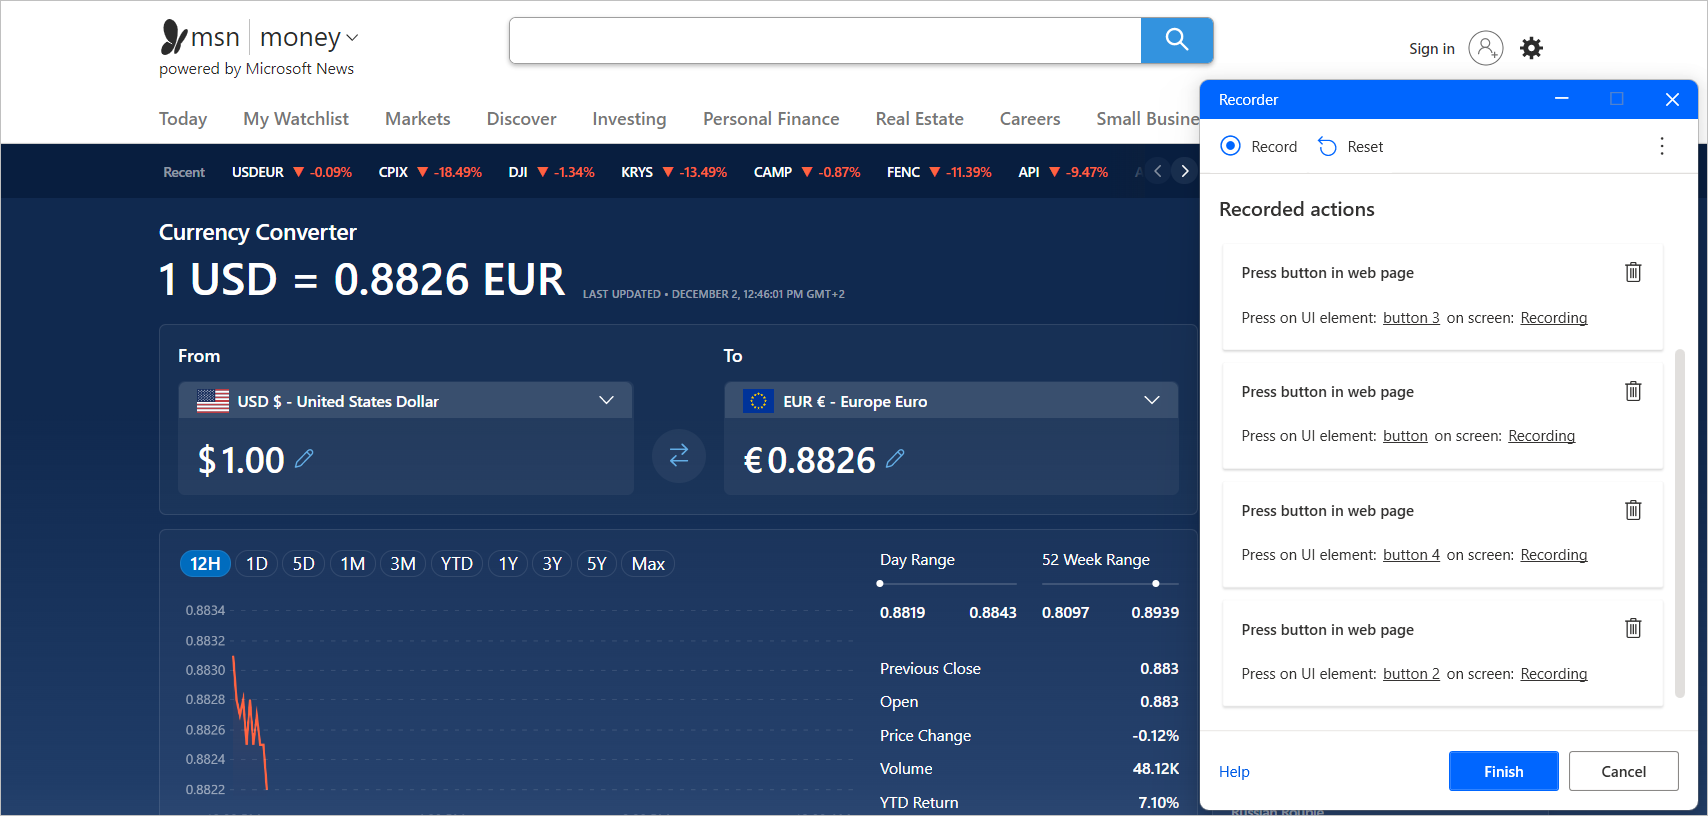 msn money
powered by Microsoft News
Sign in
Today My Watchlist Markets Discover Investing Personal Finance Real Estate Careers Small Busine
Recent USDEUR ▼ -0.09% CPIX ▼ -18.49% DJI ▼ -1.34% KRYS ▼ -13.49% CAMP ▼ -0.87% FENC ▼ -11.39% API ▼ -9.47%
Currency Converter
1 USD = 0.8826 EUR LAST UPDATED • DECEMBER 2, 12:46:01 PM GMT+2
From To
USD $ - United States Dollar EUR € - Europe Euro
$1.00 €0.8826
12H 1D 5D 1M 3M YTD 1Y 3Y 5Y Max
0.8834
0.8832
0.8830
0.8828
0.8826
0.8824
0.8822
Day Range 52 Week Range
0.8819 0.8843 0.8097 0.8939
Previous Close 0.883
Open 0.883
Price Change -0.12%
Volume 48.12K
YTD Return 7.10%
Recorder
Record Reset
Recorded actions
Press button in web page
Press on UI element: button 3 on screen: Recording
Press button in web page
Press on UI element: button on screen: Recording
Press button in web page
Press on UI element: button 4 on screen: Recording
Press button in web page
Press on UI element: button 2 on screen: Recording
Help Finish Cancel
Russian Rouble